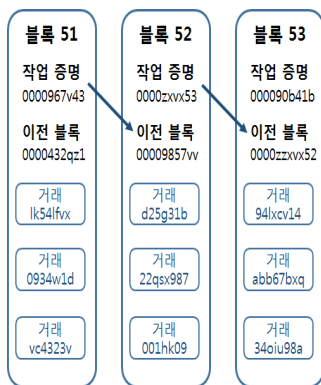 블록 51
작업 증명
0000967v43
이전 블록
0000432qz1
거래
lk54lfvx
거래
0934w1d
거래
vc4323v
블록 52
작업 증명
0000zxvx53
이전 블록
00009857vv
거래
d25g31b
거래
22qsx987
거래
001hk09
블록 53
작업 증명
000090b41b
이전 블록
0000zzxvx52
거래
94lxcv14
거래
abb67bxq
거래
34oiu98a